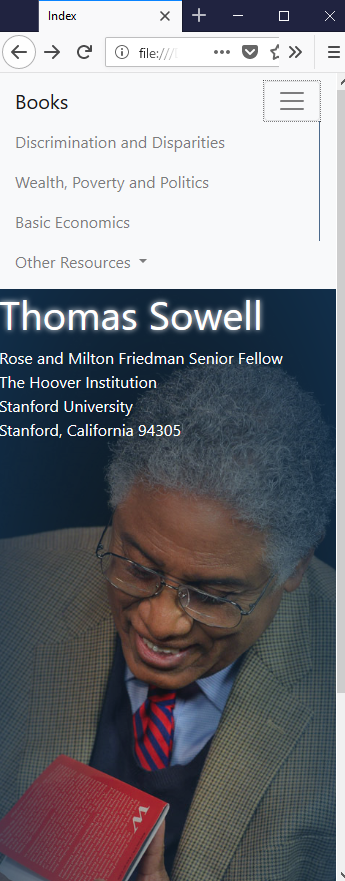 Index
file:///
Books
Discrimination and Disparities
Wealth, Poverty and Politics
Basic Economics
Other Resources
Thomas Sowell
Rose and Milton Friedman Senior Fellow
The Hoover Institution
Stanford University
Stanford, California 94305